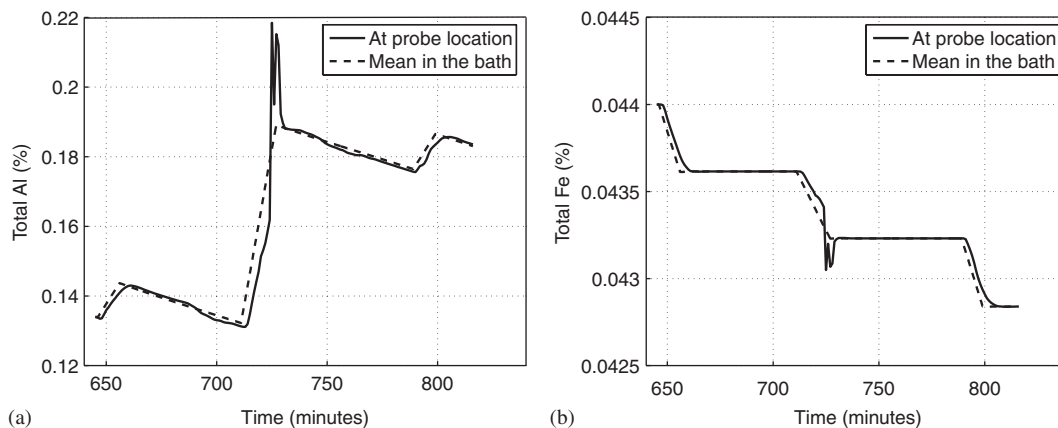 0.22
0.2
0.18
0.16
0.14
0.12
650
700
750
800
Total Al (%)
Time (minutes)
At probe location
Mean in the bath
(a)
0.0445
0.044
0.0435
0.043
0.0425
650
700
750
800
Total Fe (%)
Time (minutes)
At probe location
Mean in the bath
(b)